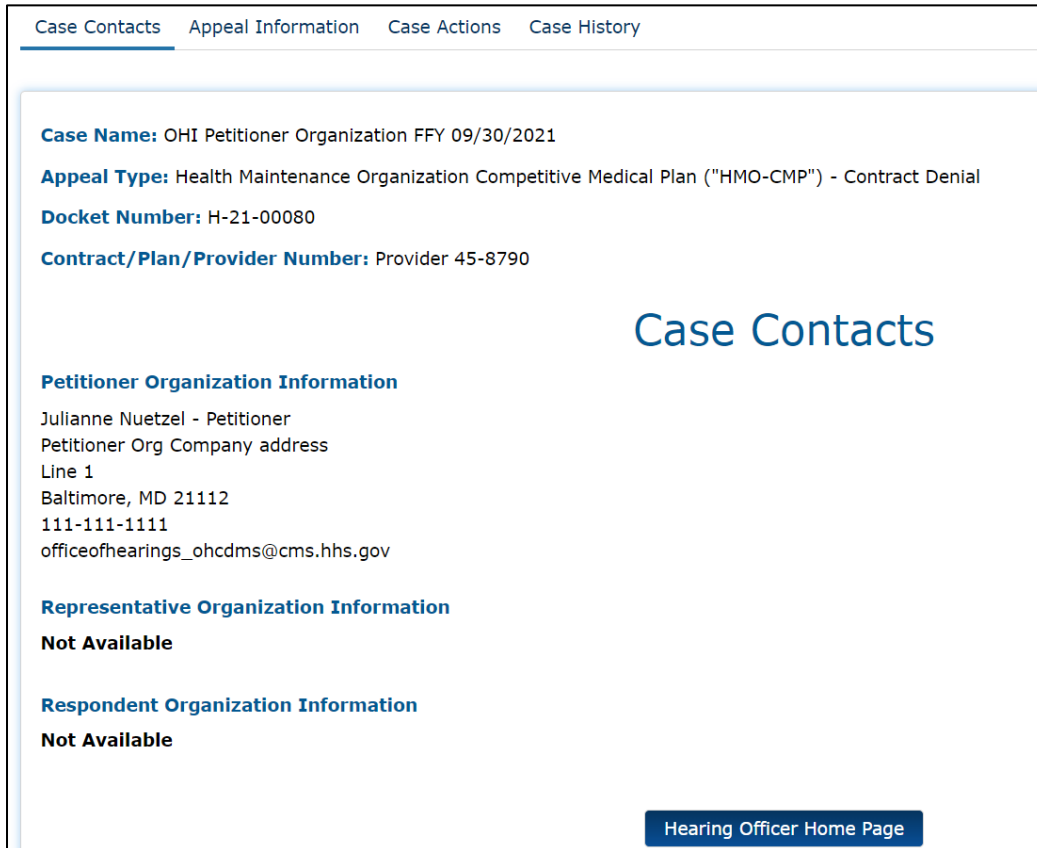 Case Contacts Appeal Information Case Actions Case History
Case Name: OHI Petitioner Organization FFY 09/30/2021
Appeal Type: Health Maintenance Organization Competitive Medical Plan ("HMO-CMP") - Contract Denial
Docket Number: H-21-00080
Contract/Plan/Provider Number: Provider 45-8790
Case Contacts
Petitioner Organization Information
Julianne Nuetzel - Petitioner
Petitioner Org Company address
Line 1
Baltimore, MD 21112
111-111-1111
officeofhearings_ohcdms@cms.hhs.gov
Representative Organization Information
Not Available
Respondent Organization Information
Not Available
Hearing Officer Home Page